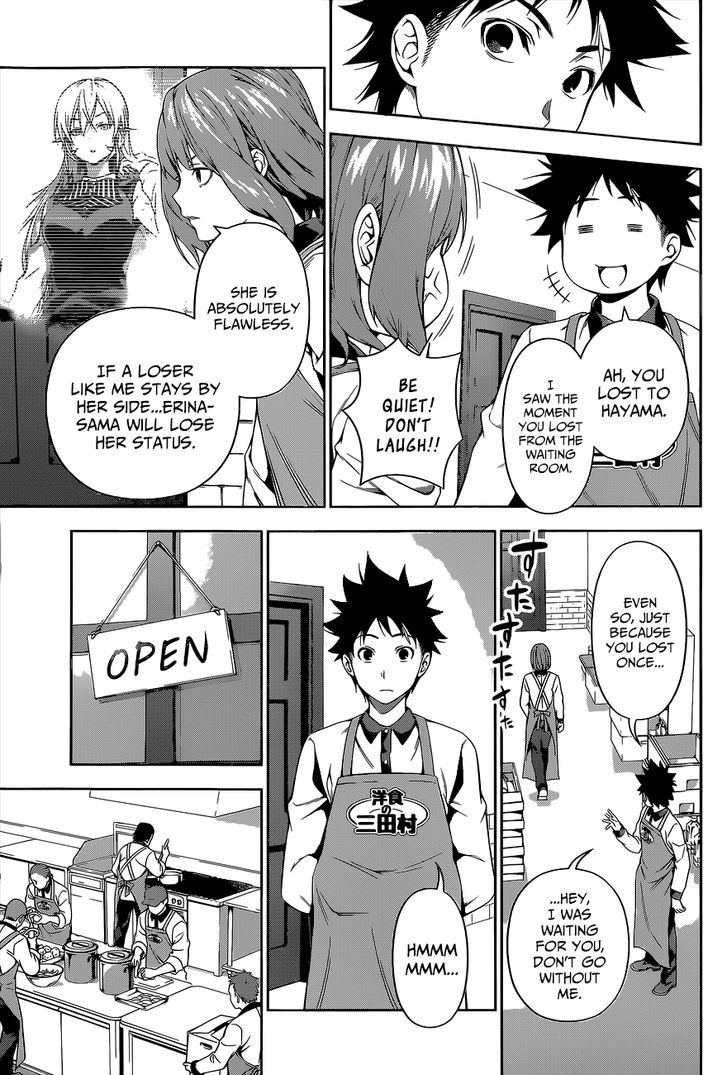 AH, YOU
LOST TO
HAYAMA.
I
SAW THE
MOMENT
YOU LOST
FROM THE
WAITING
ROOM.
三田村
BE
QUIET!
DON'T
LAUGH!!
SHE IS
ABSOLUTELY
FLAWLESS.
IF A LOSER
LIKE ME STAYS BY
HER SIDE...ERINA-
SAMA WILL LOSE
HER STATUS.
EVEN
SO, JUST
BECAUSE
YOU LOST
ONCE...
すたすたすた
...HEY,
I WAS
WAITING
FOR YOU,
DON'T GO
WITHOUT
ME.
洋食
の
三田村
HMMM
MMM...
OPEN